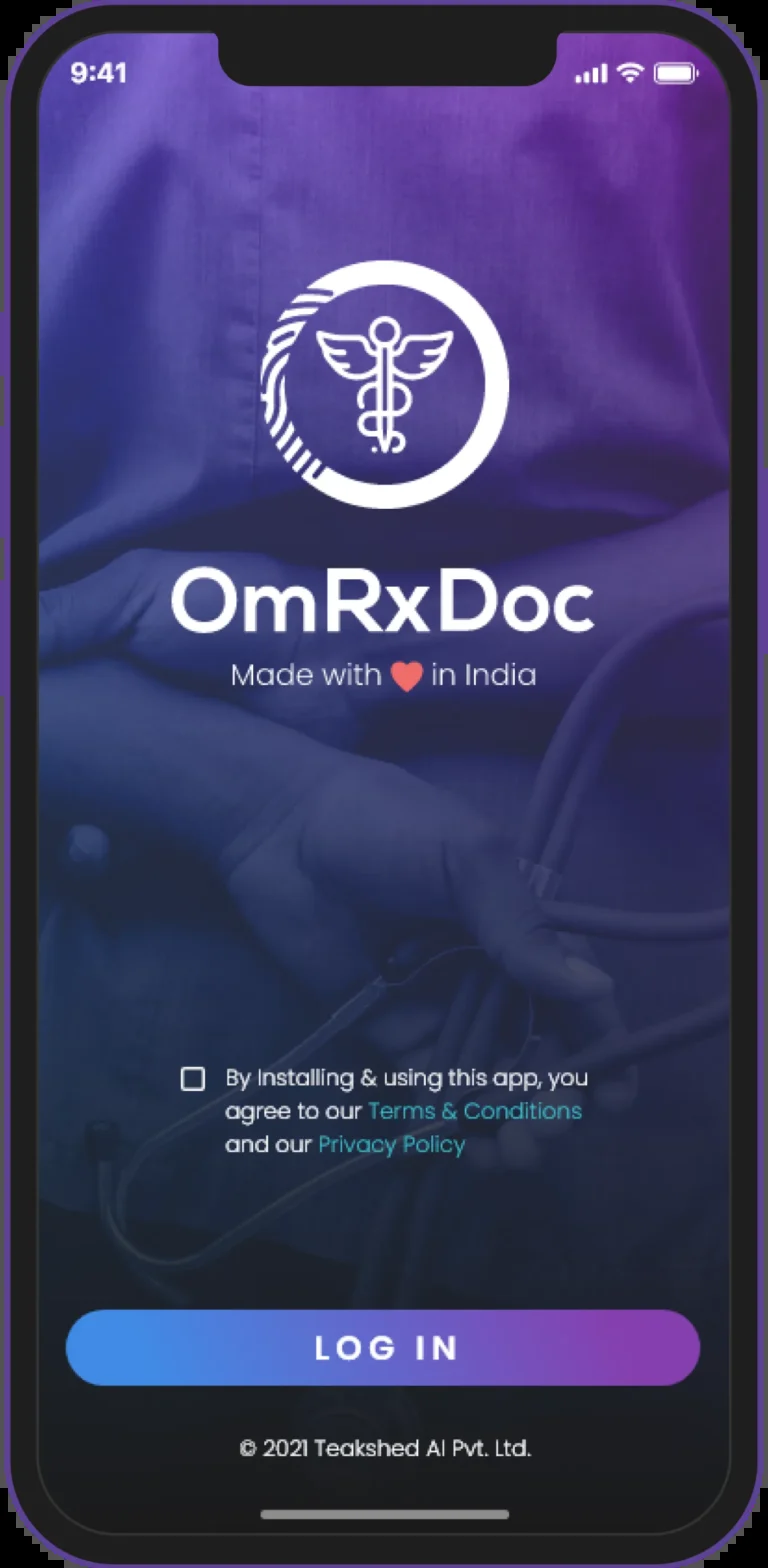 9:41
OmRxDoc
Made with ❤ in India
By Installing & using this app, you
agree to our Terms & Conditions
and our Privacy Policy
LOG IN
© 2021 Teakshed AI Pvt. Ltd.